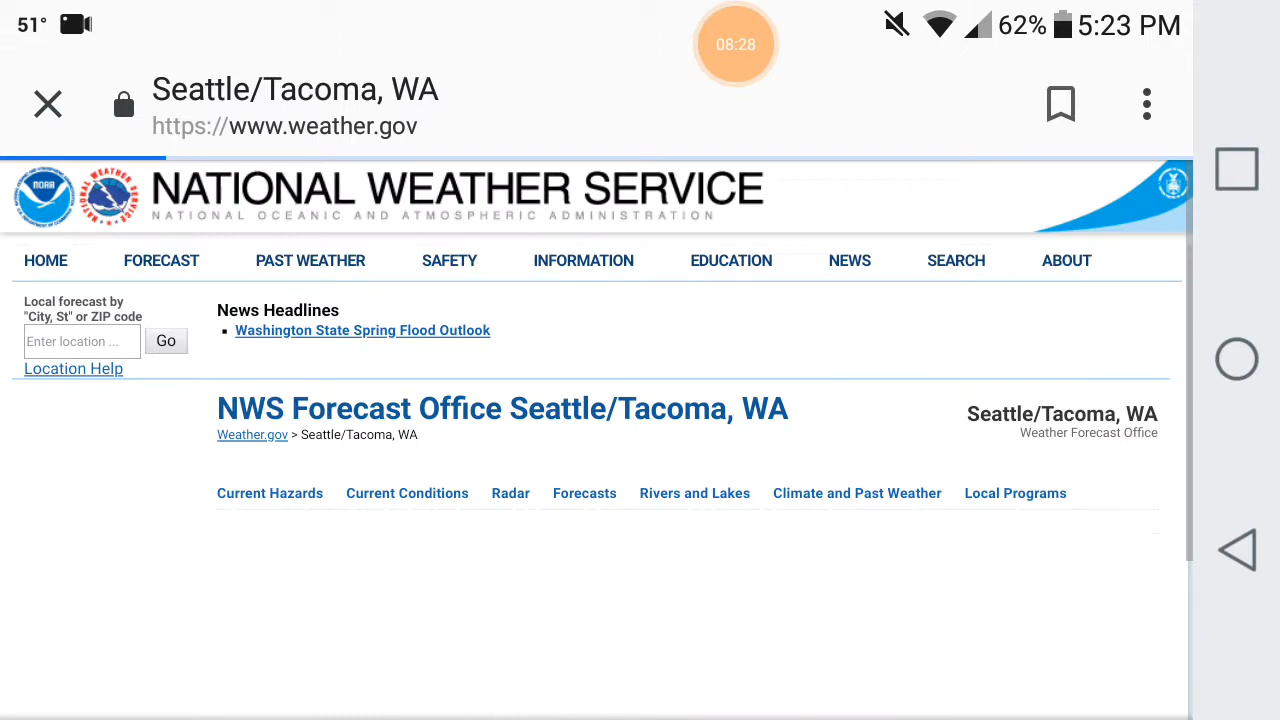 51° 08:28 62% 5:23 PM
Seattle/Tacoma, WA
https://www.weather.gov
NOAA
NATIONAL WEATHER SERVICE
NATIONAL OCEANIC AND ATMOSPHERIC ADMINISTRATION
HOME FORECAST PAST WEATHER SAFETY INFORMATION EDUCATION NEWS SEARCH ABOUT
Local forecast by
"City, St" or ZIP code
Enter location ... Go
Location Help
News Headlines
Washington State Spring Flood Outlook
NWS Forecast Office Seattle/Tacoma, WA
Weather.gov > Seattle/Tacoma, WA
Seattle/Tacoma, WA
Weather Forecast Office
Current Hazards Current Conditions Radar Forecasts Rivers and Lakes Climate and Past Weather Local Programs